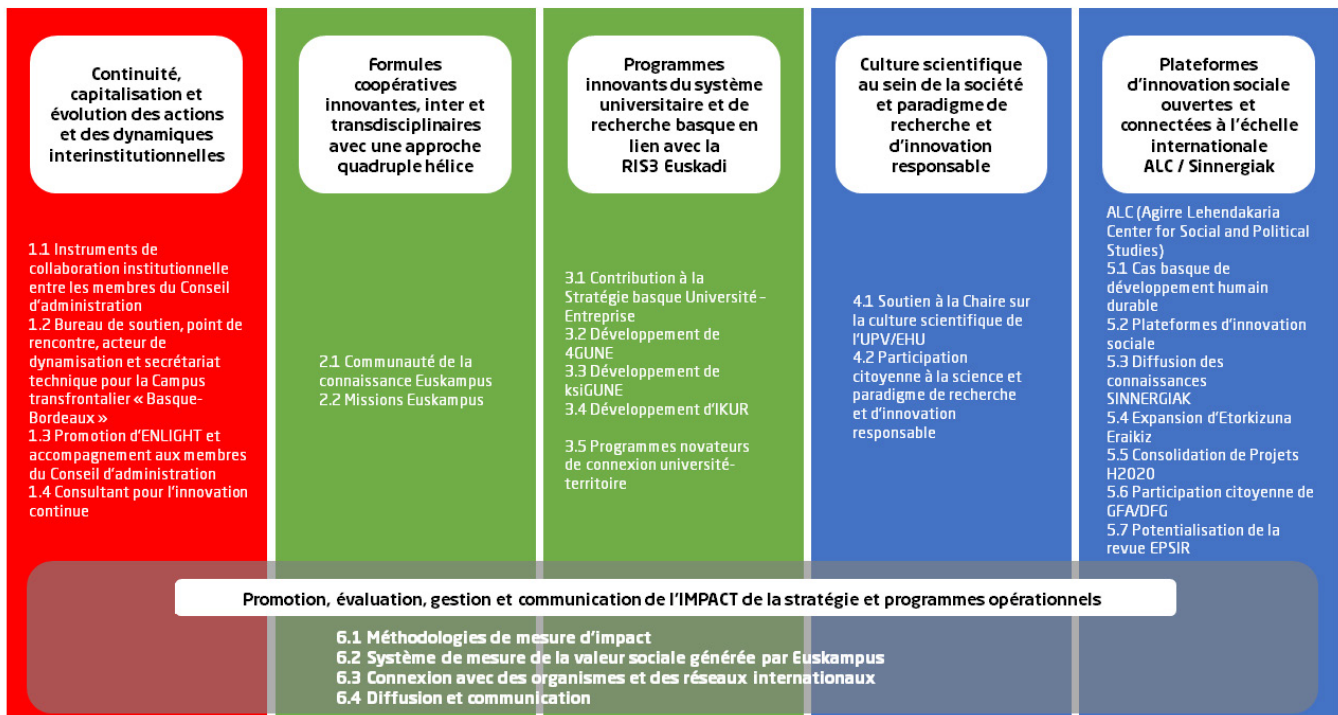 Continuité,
capitalisation et
évolution des actions
et des dynamiques
interinstitutionnelles
1.1 Instruments de
collaboration institutionnelle
entre les membres du Conseil
d'administration
1.2 Bureau de soutien, point de
rencontre, acteur de
dynamisation et secrétariat
technique pour la Campus
transfrontalier « Basque-
Bordeaux »
1.3 Promotion d'ENLIGHT et
accompagnement aux membres
du Conseil d'administration
1.4 Consultant pour l'innovation
continue
Formules
coopératives
innovantes, inter et
transdisciplinaires
avec une approche
quadruple hélice
2.1 Communauté de la
connaissance Euskampus
2.2 Missions Euskampus
Programmes
innovants du système
universitaire et de
recherche basque en
lien avec la
RIS3 Euskadi
3.1 Contribution à la
Stratégie basque Université –
Entreprise
3.2 Développement de
4GUNE
3.3 Développement de
ksiGUNE
3.4 Développement d'IKUR
3.5 Programmes novateurs
de connexion université-
territoire
Culture scientifique
au sein de la société
et paradigme de
recherche et
d'innovation
responsable
4.1 Soutien à la Chaire sur
la culture scientifique de
l'UPV/EHU
4.2 Participation
citoyenne à la science et
paradigme de recherche
et d'innovation
responsable
Plateformes
d'innovation sociale
ouvertes et
connectées à l'échelle
internationale
ALC / Sinnergiak
ALC (Agirre Lehendakaria
Center for Social and Political
Studies)
5.1 Cas basque de
développement humain
durable
5.2 Plateformes d'innovation
sociale
5.3 Diffusion des
connaissances
SINNERGIAK
5.4 Expansion d'Etorkizuna
Eraikiz
5.5 Consolidation de Projets
H2020
5.6 Participation citoyenne de
GFA/DFG
5.7 Potentialisation de la
revue EPSIR
Promotion, évaluation, gestion et communication de l'IMPACT de la stratégie et programmes opérationnels
6.1 Méthodologies de mesure d'impact
6.2 Système de mesure de la valeur sociale générée par Euskampus
6.3 Connexion avec des organismes et des réseaux internationaux
6.4 Diffusion et communication